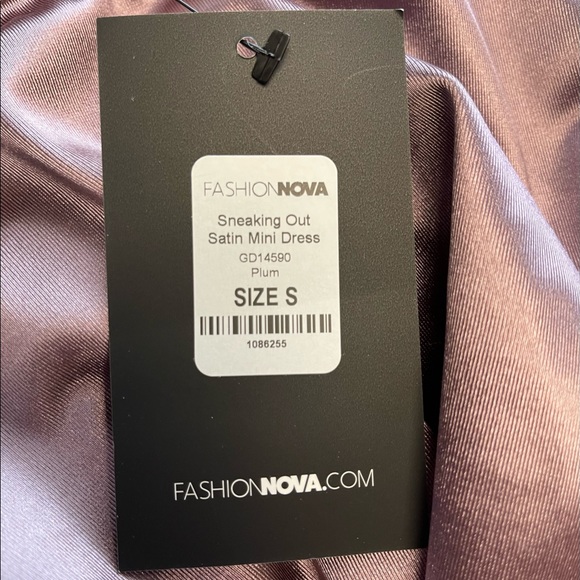 FASHIONNOVA
Sneaking Out
Satin Mini Dress
GD14590
Plum
SIZE S
1086255
FASHIONNOVA.COM